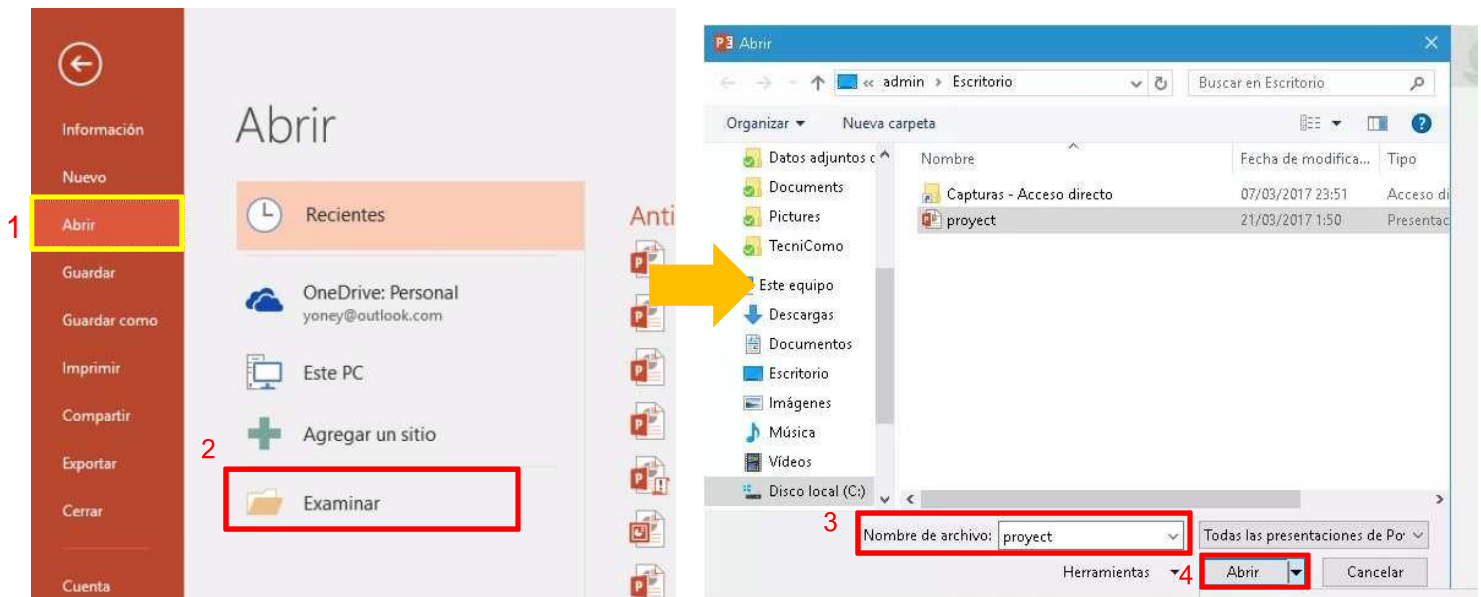 Información
Nuevo
1
Abrir
Guardar
Guardar como
Imprimir
Compartir
Exportar
Cerrar
Cuenta
Abrir
Recientes
OneDrive: Personal
yoney@outlook.com
Este PC
Agregar un sitio
2
Examinar
Anti
P3 Abrir
« admin > Escritorio
Buscar en Escritorio
Organizar
Nueva carpeta
Datos adjuntos c
Documents
Pictures
TecniComo
Este equipo
Descargas
Documentos
Escritorio
Imágenes
Música
Vídeos
Disco local (C:)
Nombre Fecha de modifica... Tipo
Capturas - Acceso directo 07/03/2017 23:51 Acceso di
proyect 21/03/2017 1:50 Presentac
3
Nombre de archivo: proyect
Todas las presentaciones de Po
Herramientas
4
Abrir
Cancelar